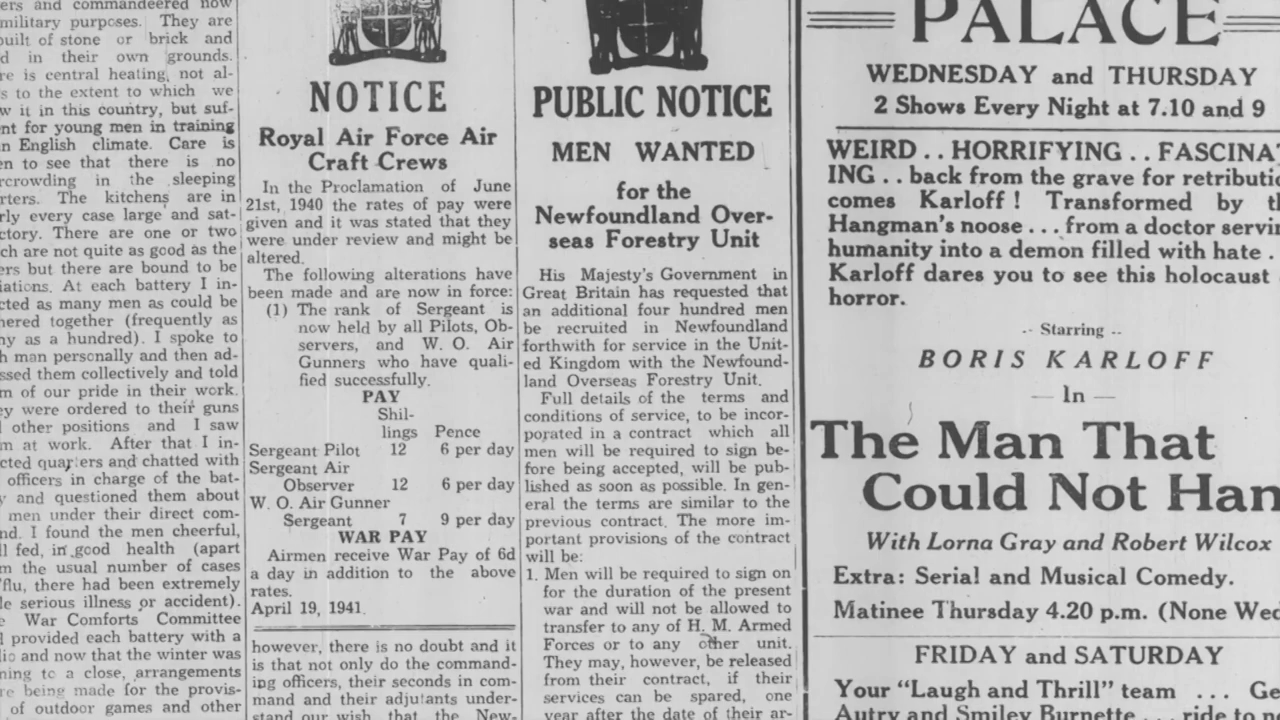 ers and commandeered now
military purposes. They are
built of stone or brick and
d in their own grounds.
re is central heating, not al-
s to the extent to which we
w it in this country, but suf-
nt for young men in training
n English climate. Care is
en to see that there is no
rcrowding in the sleeping
rters. The kitchens are in
rly every case large and sat-
ctory. There are one or two
ch are not quite as good as the
ers but there are bound to be
iations. At each battery I in-
cted as many men as could be
hered together (frequently as
ny as a hundred). I spoke to
h man personally and then ad-
ssed them collectively and told
m of our pride in their work.
ey were ordered to their guns
other positions and I saw
m at work. After that I in-
cted quarters and chatted with
officers in charge of the bat-
y and questioned them about
men under their direct com-
nd. I found the men cheerful,
ll fed, in good health (apart
m the usual number of cases
'flu, there had been extremely
le serious illness or accident).
e War Comforts Committee
l provided each battery with a
lio and now that the winter was
ning to a close, arrangements
re being made for the provis-
of outdoor games and other
NOTICE
Royal Air Force Air
Craft Crews
In the Proclamation of June
21st, 1940 the rates of pay were
given and it was stated that they
were under review and might be
altered.
The following alterations have
been made and are now in force:
(1) The rank of Sergeant is
now held by all Pilots, Ob-
servers, and W. O. Air
Gunners who have quali-
fied successfully.
PAY
Shil-
lings Pence
Sergeant Pilot 12 6 per day
Sergeant Air
Observer 12 6 per day
W. O. Air Gunner
Sergeant 7 9 per day
WAR PAY
Airmen receive War Pay of 6d
a day in addition to the above
rates.
April 19, 1941.
however, there is no doubt and it
is that not only do the command-
ing officers, their seconds in com-
mand and their adjutants under-
stand our wish that the New-
PUBLIC NOTICE
MEN WANTED
for the
Newfoundland Over-
seas Forestry Unit
His Majesty's Government in
Great Britain has requested that
an additional four hundred men
be recruited in Newfoundland
forthwith for service in the Unit-
ed Kingdom with the Newfound-
land Overseas Forestry Unit.
Full details of the terms and
conditions of service, to be incor-
porated in a contract which all
men will be required to sign be-
fore being accepted, will be pub-
lished as soon as possible. In gen-
eral the terms are similar to the
previous contract. The more im-
portant provisions of the contract
will be:
1. Men will be required to sign on
for the duration of the present
war and will not be allowed to
transfer to any of H. M. Armed
Forces or to any other unit.
They may, however, be released
from their contract, if their
services can be spared, one
year after the date of their ar-
PALACE
WEDNESDAY and THURSDAY
2 Shows Every Night at 7.10 and 9
WEIRD . . HORRIFYING . . FASCINAT
ING . . back from the grave for retributio
comes Karloff ! Transformed by th
Hangman's noose . . . from a doctor servin
humanity into a demon filled with hate .
Karloff dares you to see this holocaust
horror.
-- Starring --
BORIS KARLOFF
— In —
The Man That
Could Not Han
With Lorna Gray and Robert Wilcox
Extra: Serial and Musical Comedy.
Matinee Thursday 4.20 p.m. (None Wed
FRIDAY and SATURDAY
Your "Laugh and Thrill" team . . . Ge
Autry and Smiley Burnette . . . ride to